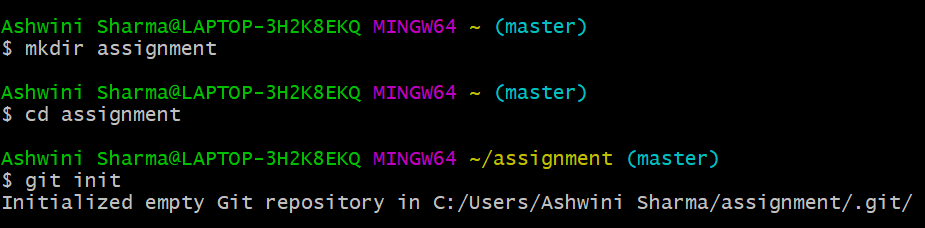 Ashwini Sharma@LAPTOP-3H2K8EKQ MINGW64 ~ (master)
$ mkdir assignment
Ashwini Sharma@LAPTOP-3H2K8EKQ MINGW64 ~ (master)
$ cd assignment
Ashwini Sharma@LAPTOP-3H2K8EKQ MINGW64 ~/assignment (master)
$ git init
Initialized empty Git repository in C:/Users/Ashwini Sharma/assignment/.git/